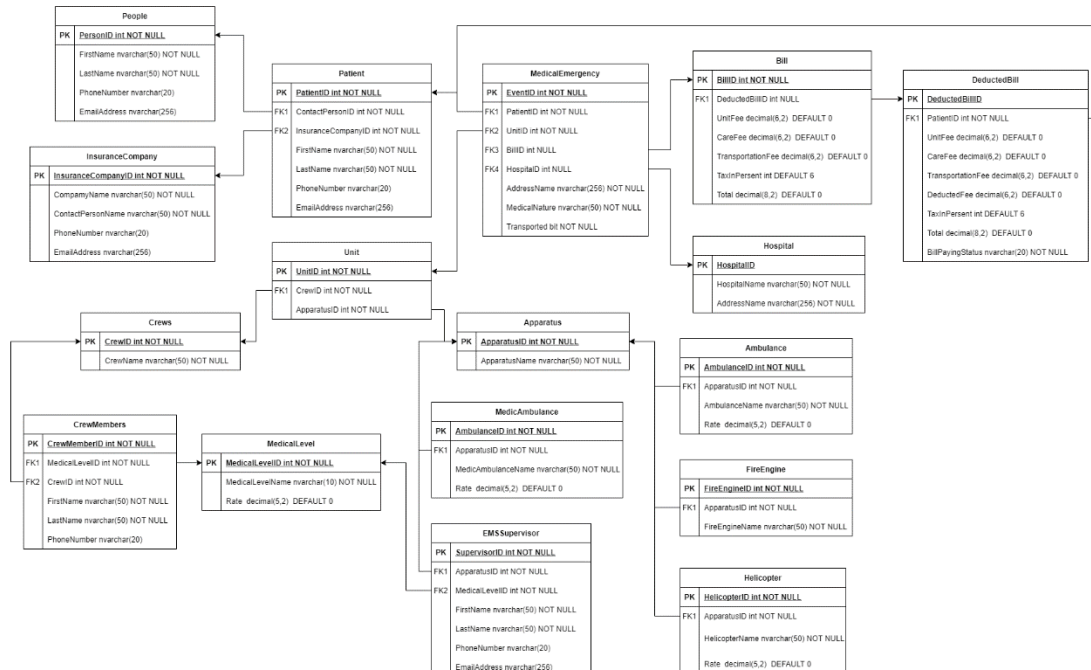 People
PK PersonID int NOT NULL
FirstName nvarchar(50) NOT NULL
LastName nvarchar(50) NOT NULL
PhoneNumber nvarchar(20)
EmailAddress nvarchar(256)
InsuranceCompany
PK InsuranceCompanyID int NOT NULL
CompamyName nvarchar(50) NOT NULL
ContactPersonName nvarchar(50) NOT NULL
PhoneNumber nvarchar(20)
EmailAddress nvarchar(256)
Patient
PK PatientID int NOT NULL
FK1 ContactPersonID int NOT NULL
FK2 InsuranceCompanyID int NOT NULL
FirstName nvarchar(50) NOT NULL
LastName nvarchar(50) NOT NULL
PhoneNumber nvarchar(20)
EmailAddress nvarchar(256)
MedicalEmergency
PK EventID int NOT NULL
FK1 PatientID int NOT NULL
FK2 UnitID int NOT NULL
FK3 BillID int NULL
FK4 HospitalID int NULL
AddressName nvarchar(256) NOT NULL
MedicalNature nvarchar(50) NOT NULL
Transported bit NOT NULL
Bill
PK BillID int NOT NULL
FK1 DeductedBillID int NULL
UnitFee decimal(6,2) DEFAULT 0
CareFee decimal(6,2) DEFAULT 0
TransportationFee decimal(6,2) DEFAULT 0
TaxInPersent int DEFAULT 6
Total decimal(8,2) DEFAULT 0
DeductedBill
PK DeductedBillID
FK1 PatientID int NOT NULL
UnitFee decimal(6,2) DEFAULT 0
CareFee decimal(6,2) DEFAULT 0
TransportationFee decimal(6,2) DEFAULT 0
DeductedFee decimal(6,2) DEFAULT 0
TaxInPersent int DEFAULT 6
Total decimal(8,2) DEFAULT 0
BillPayingStatus nvarchar(20) NOT NULL
Hospital
PK HospitalID
HospitalName nvarchar(50) NOT NULL
AddressName nvarchar(256) NOT NULL
Unit
PK UnitID int NOT NULL
FK1 CrewID int NOT NULL
ApparatusID int NOT NULL
Crews
PK CrewID int NOT NULL
CrewName nvarchar(50) NOT NULL
Apparatus
PK ApparatusID int NOT NULL
ApparatusName nvarchar(50) NOT NULL
Ambulance
PK AmbulanceID int NOT NULL
FK1 ApparatusID int NOT NULL
AmbulanceName nvarchar(50) NOT NULL
Rate decimal(5,2) DEFAULT 0
CrewMembers
PK CrewMemberID int NOT NULL
FK1 MedicalLevelID int NOT NULL
FK2 CrewID int NOT NULL
FirstName nvarchar(50) NOT NULL
LastName nvarchar(50) NOT NULL
PhoneNumber nvarchar(20)
MedicalLevel
PK MedicalLevelID int NOT NULL
MedicalLevelName nvarchar(10) NOT NULL
Rate decimal(5,2) DEFAULT 0
MedicAmbulance
PK AmbulanceID int NOT NULL
FK1 ApparatusID int NOT NULL
MedicAmbulanceName nvarchar(50) NOT NULL
Rate decimal(5,2) DEFAULT 0
FireEngine
PK FireEngineID int NOT NULL
FK1 ApparatusID int NOT NULL
FireEngineName nvarchar(50) NOT NULL
EMSSupervisor
PK SupervisorID int NOT NULL
FK1 ApparatusID int NOT NULL
FK2 MedicalLevelID int NOT NULL
FirstName nvarchar(50) NOT NULL
LastName nvarchar(50) NOT NULL
PhoneNumber nvarchar(20)
EmailAddress nvarchar(256)
Helicopter
PK HelicopterID int NOT NULL
FK1 ApparatusID int NOT NULL
HelicopterName nvarchar(50) NOT NULL
Rate decimal(5,2) DEFAULT 0